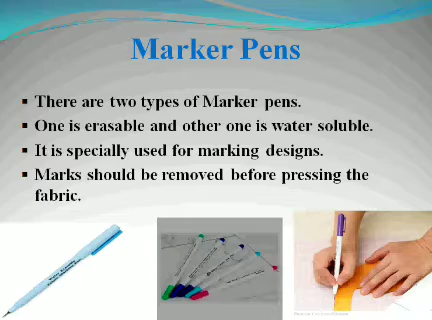 Marker Pens
▪ There are two types of Marker pens.
▪ One is erasable and other one is water soluble.
▪ It is specially used for marking designs.
▪ Marks should be removed before pressing the
fabric.